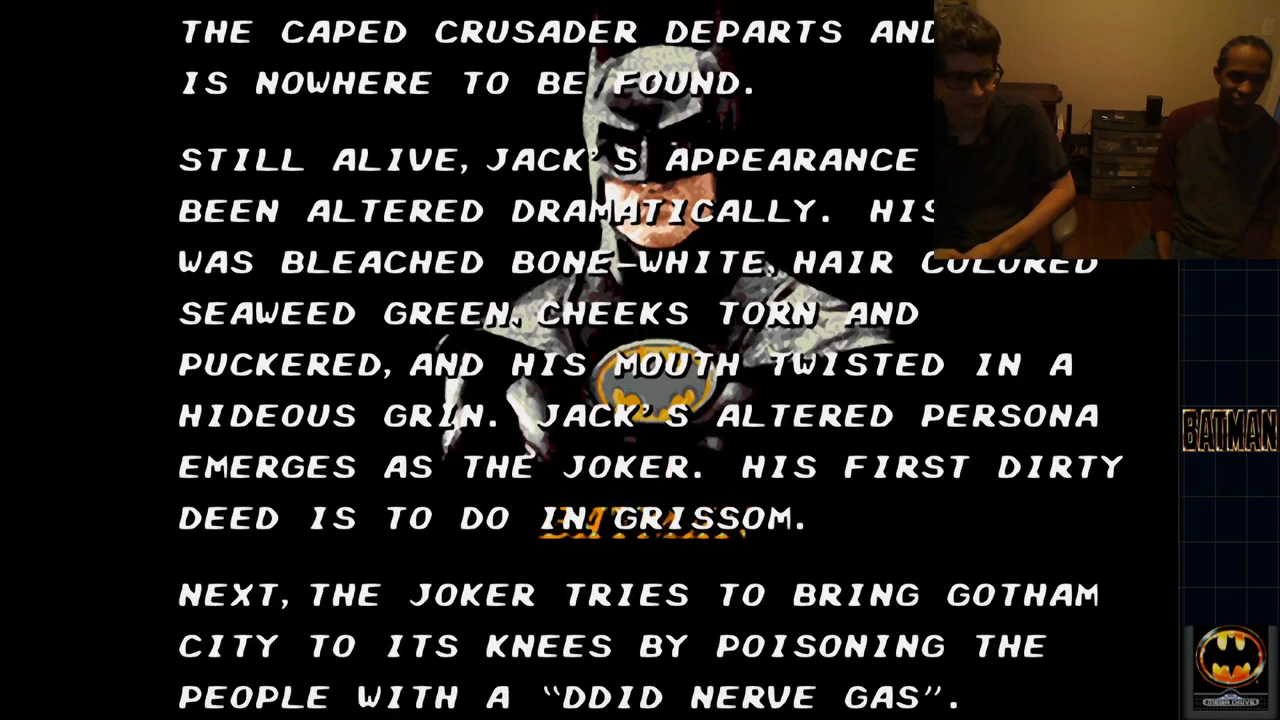 THE CAPED CRUSADER DEPARTS AND
IS NOWHERE TO BE FOUND.
STILL ALIVE, JACK'S APPEARANCE
BEEN ALTERED DRAMATICALLY. HIS
WAS BLEACHED BONE-WHITE, HAIR COLORED
SEAWEED GREEN, CHEEKS TORN AND
PUCKERED, AND HIS MOUTH TWISTED IN A
HIDEOUS GRIN. JACK'S ALTERED PERSONA
EMERGES AS THE JOKER. HIS FIRST DIRTY
DEED IS TO DO IN GRISSOM.
BATMAN
NEXT, THE JOKER TRIES TO BRING GOTHAM
CITY TO ITS KNEES BY POISONING THE
PEOPLE WITH A "DDID NERVE GAS".
BATMAN
MEGA DRIVE